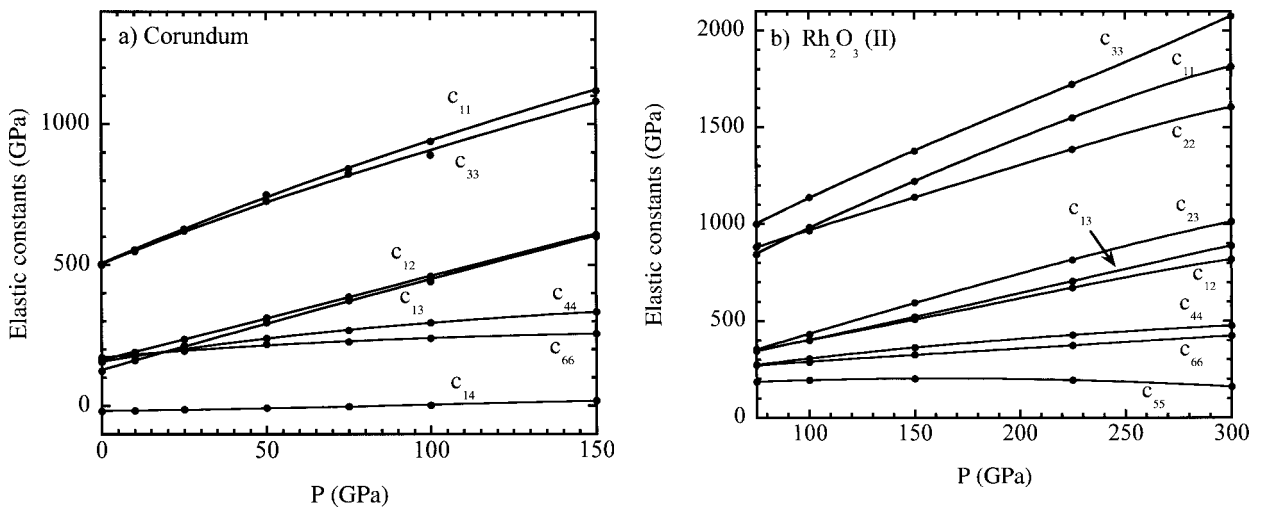 a) Corundum
Elastic constants (GPa)
1000
500
0
c₁₁
c₃₃
c₁₂
c₁₃
c₄₄
c₆₆
c₁₄
0
50
100
150
P (GPa)
b) Rh₂O₃ (II)
Elastic constants (GPa)
2000
1500
1000
500
0
c₃₃
c₁₁
c₂₂
c₁₃
c₂₃
c₁₂
c₄₄
c₆₆
c₅₅
100
150
200
250
300
P (GPa)